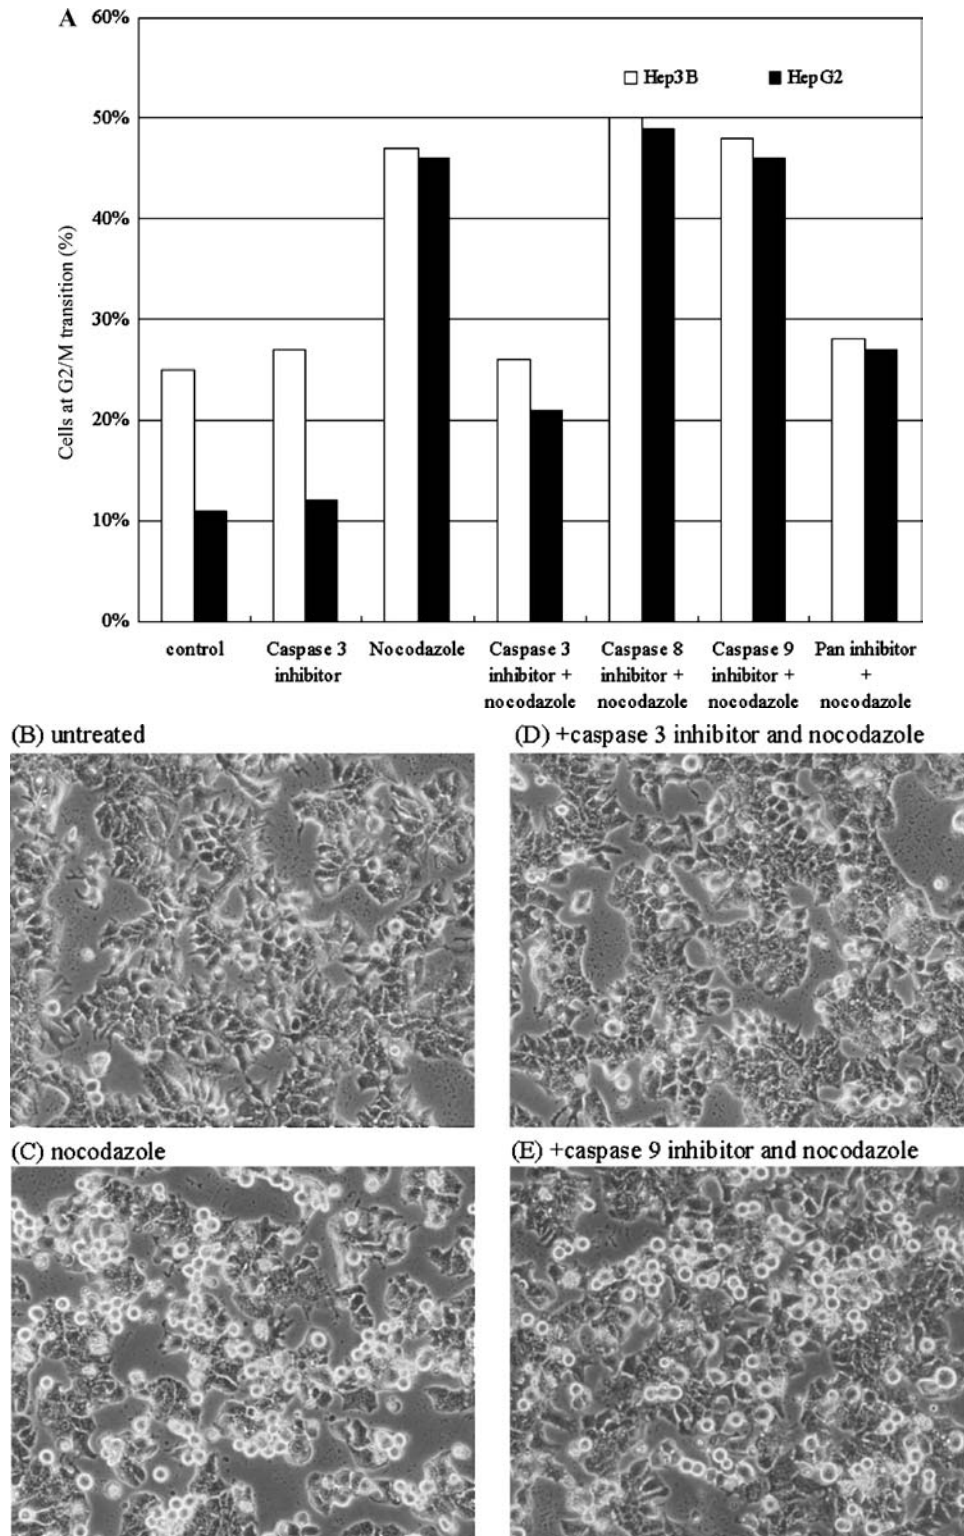 A
60%
50%
40%
30%
20%
10%
0%
Cells at G2/M transition (%)
Hep3B
HepG2
control
Caspase 3
inhibitor
Nocodazole
Caspase 3
inhibitor +
nocodazole
Caspase 8
inhibitor +
nocodazole
Caspase 9
inhibitor +
nocodazole
Pan inhibitor
+
nocodazole
(B) untreated
(D) +caspase 3 inhibitor and nocodazole
(C) nocodazole
(E) +caspase 9 inhibitor and nocodazole